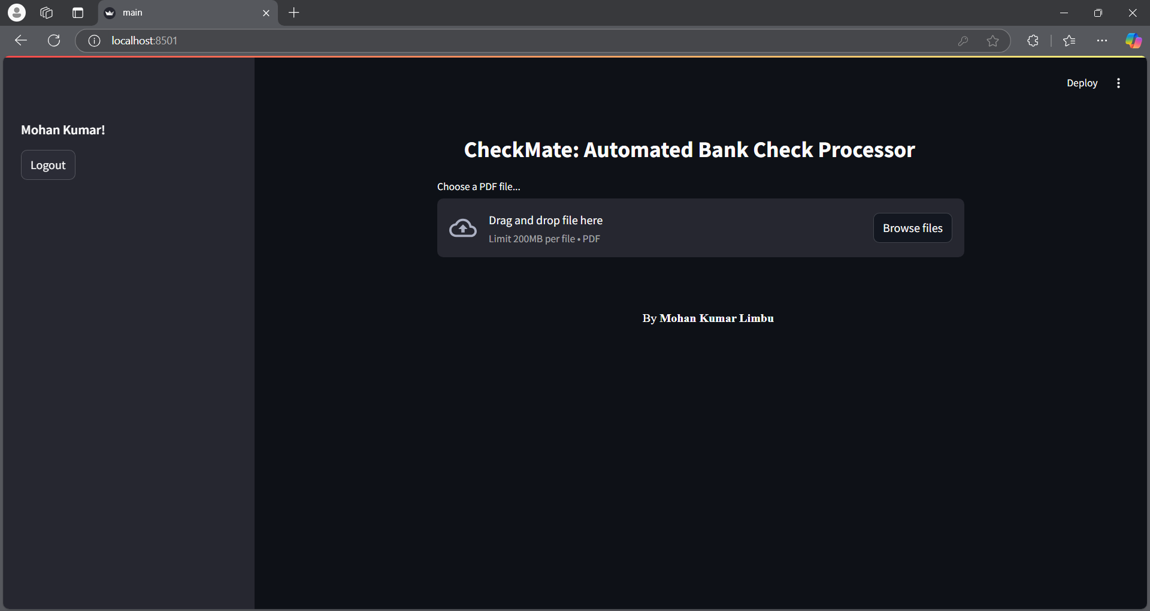 main
localhost:8501
Deploy
Mohan Kumar!
Logout
CheckMate: Automated Bank Check Processor
Choose a PDF file...
Drag and drop file here
Limit 200MB per file • PDF
Browse files
By Mohan Kumar Limbu